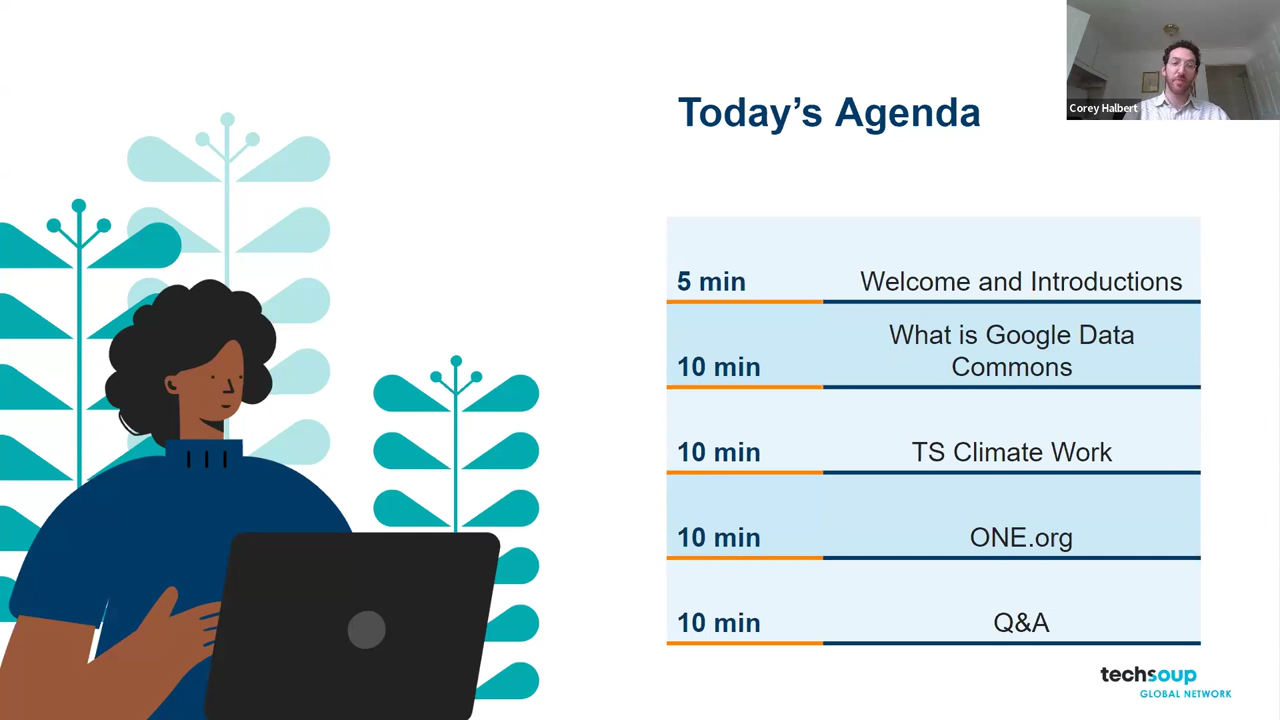 Today's Agenda
Corey Halbert
5 min
Welcome and Introductions
10 min
What is Google Data
Commons
10 min
TS Climate Work
10 min
ONE.org
10 min
Q&A
techsoup
GLOBAL NETWORK